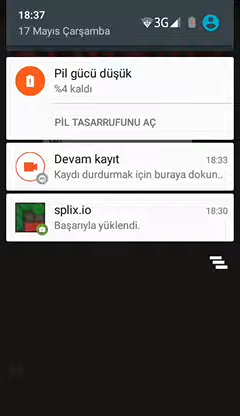 18:37
3G
17 Mayıs Çarşamba
Pil gücü düşük
%4 kaldı
PİL TASARRUFUNU AÇ
Devam kayıt 18:33
Kaydı durdurmak için buraya dokun..
splix.io 18:30
Başarıyla yüklendi.